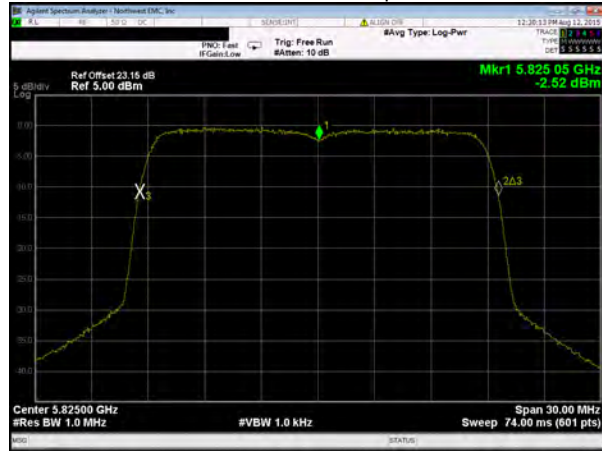 Agilent Spectrum Analyzer - Northwest EMC, Inc
RL RF 50 Ω DC SENSE:INT ALIGN OFF 12:30:13 PM Aug 12, 2015
#Avg Type: Log-Pwr TRACE 1 2 3 4 5 6
PNO: Fast Trig: Free Run TYPE
IFGain:Low #Atten: 10 dB DET S S S S S S
Ref Offset 23.15 dB Mkr1 5.825 05 GHz
5 dB/div Ref 5.00 dBm -2.52 dBm
Log
0.00
1
-5.00
2Δ3
-10.0
X3
-15.0
-20.0
-25.0
-30.0
-35.0
-40.0
Center 5.82500 GHz Span 30.00 MHz
#Res BW 1.0 MHz #VBW 1.0 kHz Sweep 74.00 ms (601 pts)
MSG STATUS